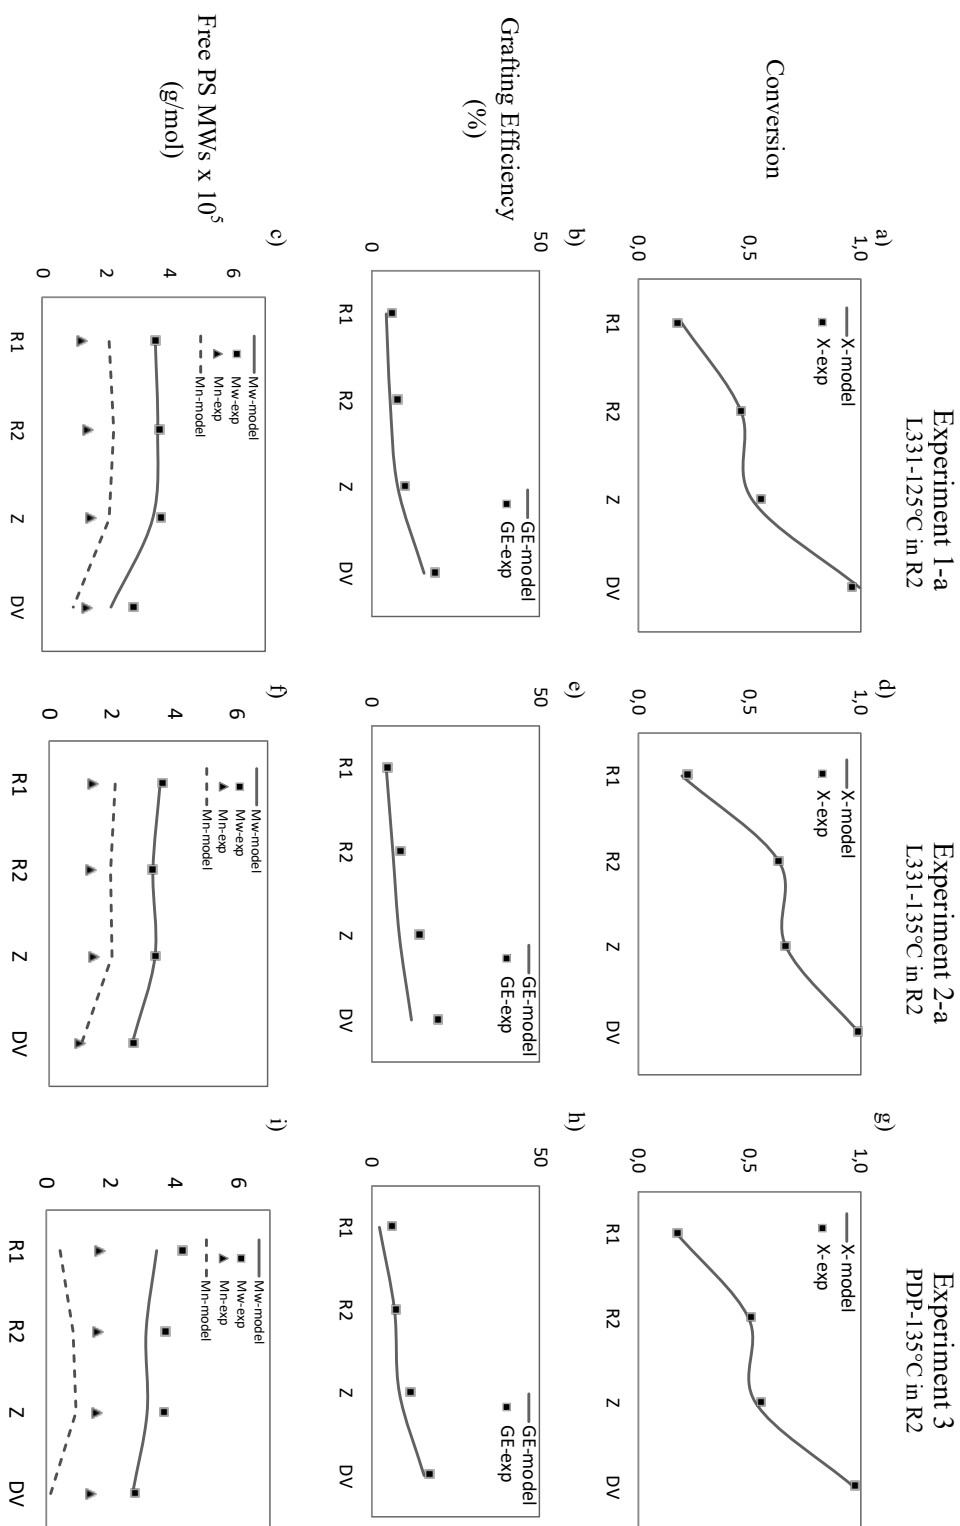 Experiment 1-a
L331-125°C in R2
Experiment 2-a
L331-135°C in R2
Experiment 3
PDP-135°C in R2
Conversion
a)
1,0
0,5
0,0
X-model
X-exp
R1 R2 Z DV
d)
1,0
0,5
0,0
X-model
X-exp
R1 R2 Z DV
g)
1,0
0,5
0,0
X-model
X-exp
R1 R2 Z DV
Grafting Efficiency
(%)
b)
50
0
GE-model
GE-exp
R1 R2 Z DV
e)
50
0
GE-model
GE-exp
R1 R2 Z DV
h)
50
0
GE-model
GE-exp
R1 R2 Z DV
Free PS MWs x 10⁵
(g/mol)
c)
6
4
2
0
Mw-model
Mw-exp
Mn-exp
Mn-model
R1 R2 Z DV
f)
6
4
2
0
Mw-model
Mw-exp
Mn-exp
Mn-model
R1 R2 Z DV
i)
6
4
2
0
Mw-model
Mw-exp
Mn-exp
Mn-model
R1 R2 Z DV